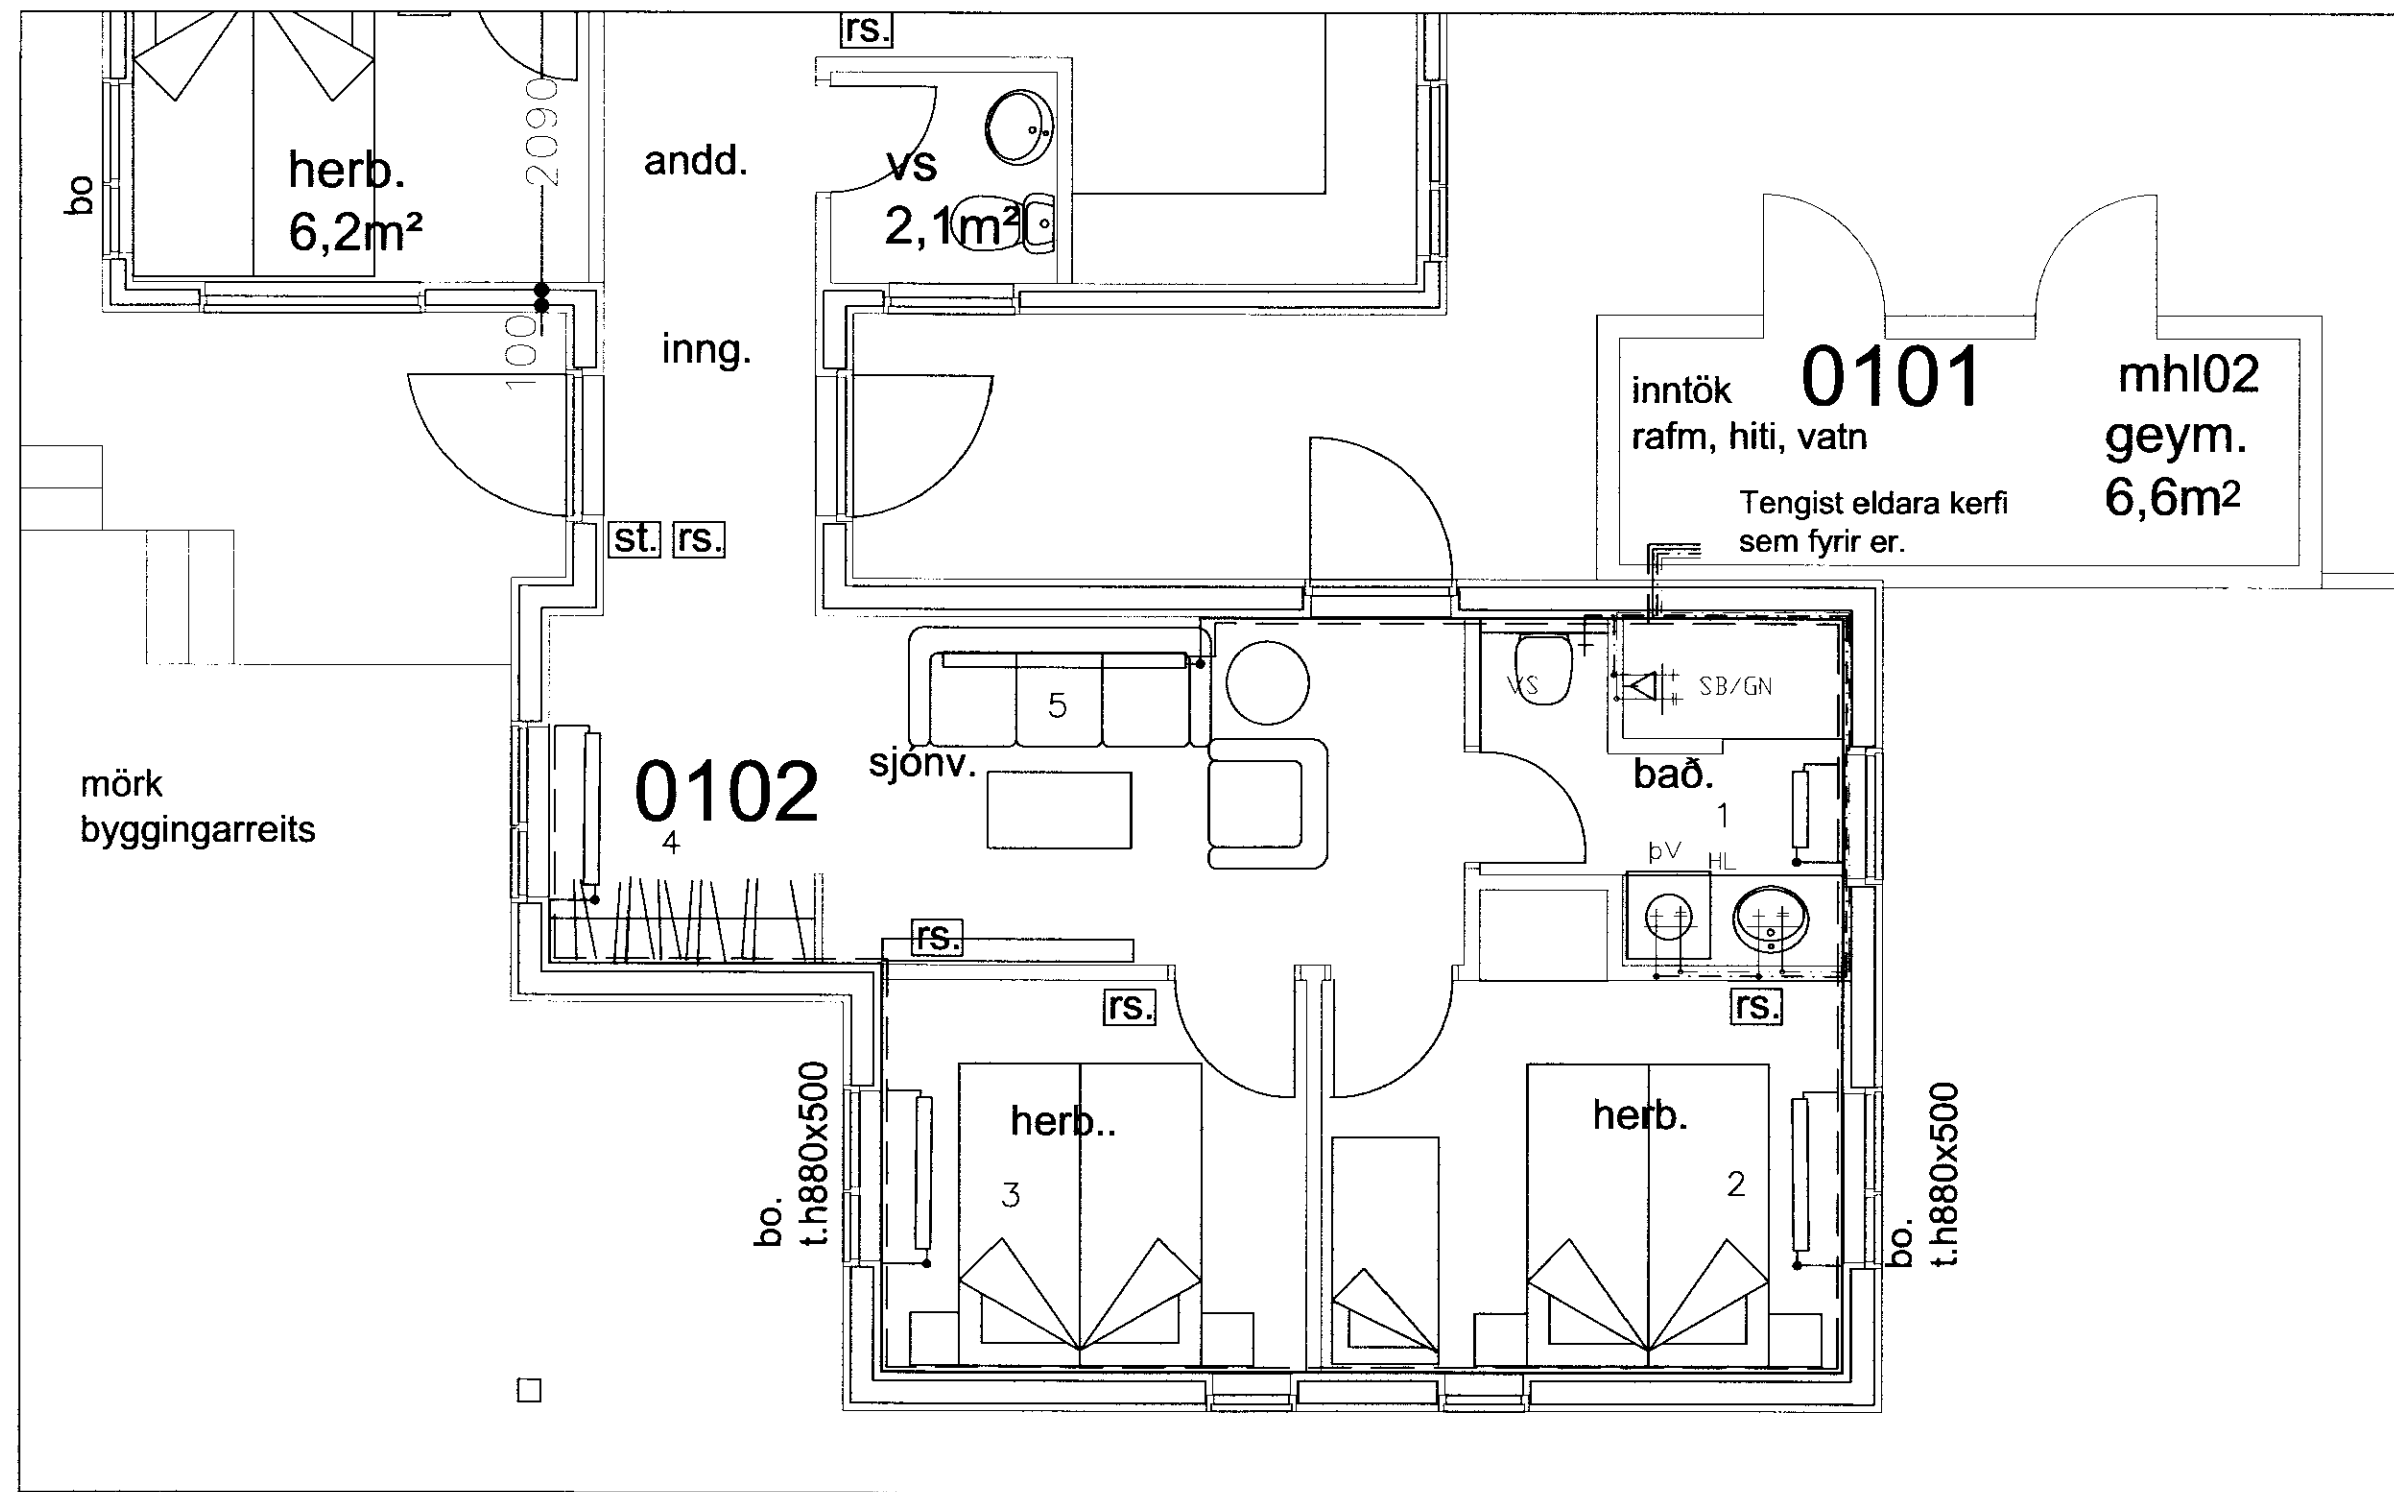 rs.
2090
herb.
6,2m²
bo
andd.
vs
2,1m²
100
inng.
inntök
rafm, hiti, vatn
0101
mhl02
geym.
6,6m²
Tengist eldara kerfi
sem fyrir er.
st.
rs.
5
VS
SB/GN
0102
4
sjónv.
bað.
1
mörk
byggingarreits
þV
HL
rs.
rs.
rs.
herb..
3
herb.
2
bo.
t.h880x500
bo.
t.h880x500